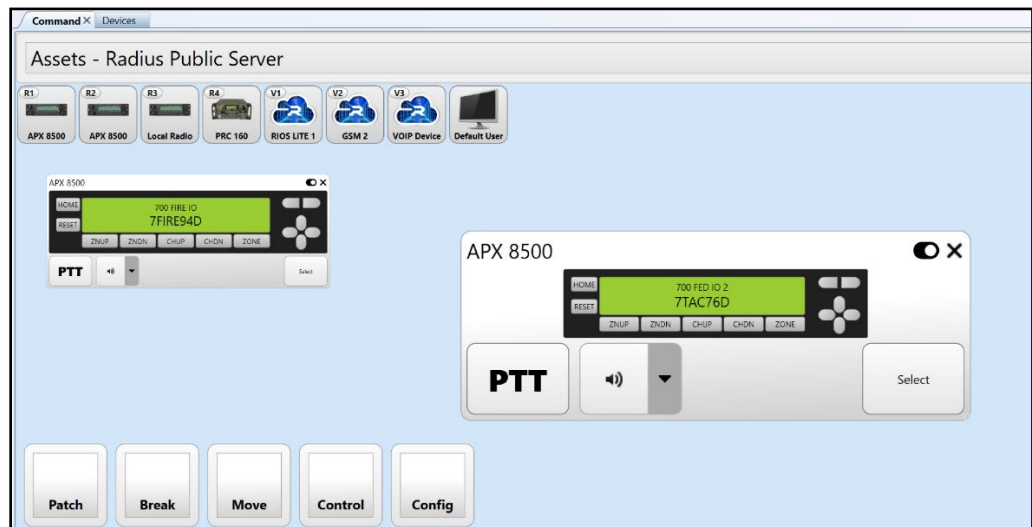 Command Devices
Assets - Radius Public Server
R1 R2 R3 R4 V1 V2 V3
APX 8500 APX 8500 Local Radio PRC 160 RIOS LITE 1 GSM 2 VOIP Device Default User
APX 8500
HOME 700 FIRE IO
RESET 7FIRE94D
ZNUP ZNDN CHUP CHDN ZONE
PTT Select
APX 8500
HOME 700 FED IO 2
RESET 7TAC76D
ZNUP ZNDN CHUP CHDN ZONE
PTT Select
Patch Break Move Control Config